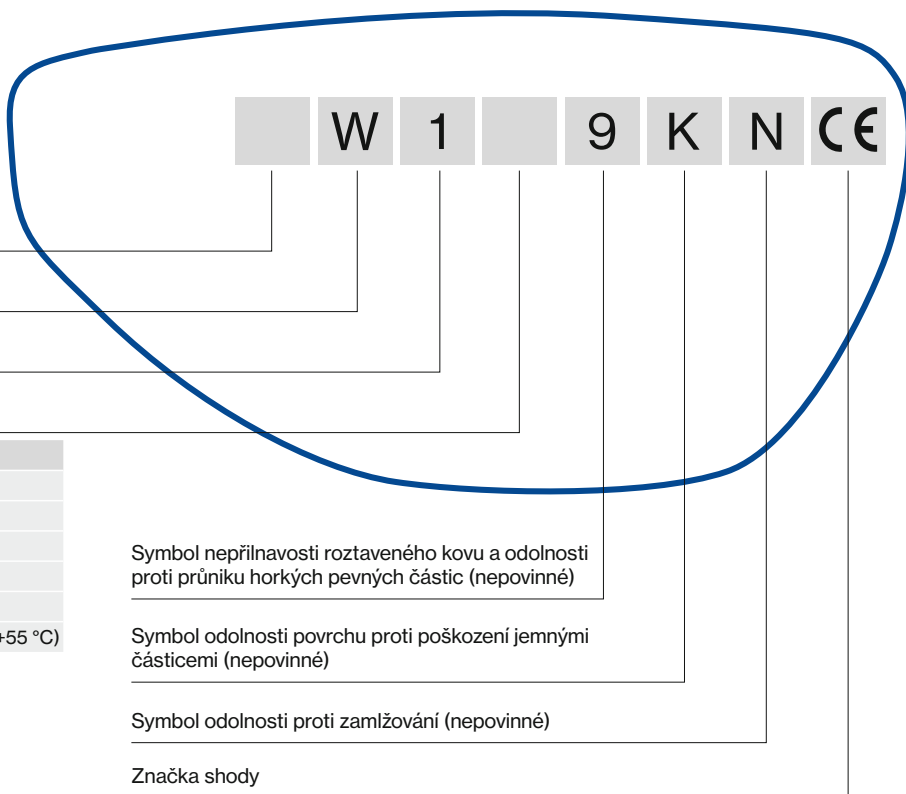 W 1 9 K N CE
+55 °C)
Symbol nepřilnavosti roztaveného kovu a odolnosti
proti průniku horkých pevných částic (nepovinné)
Symbol odolnosti povrchu proti poškození jemnými
částicemi (nepovinné)
Symbol odolnosti proti zamlžování (nepovinné)
Značka shody